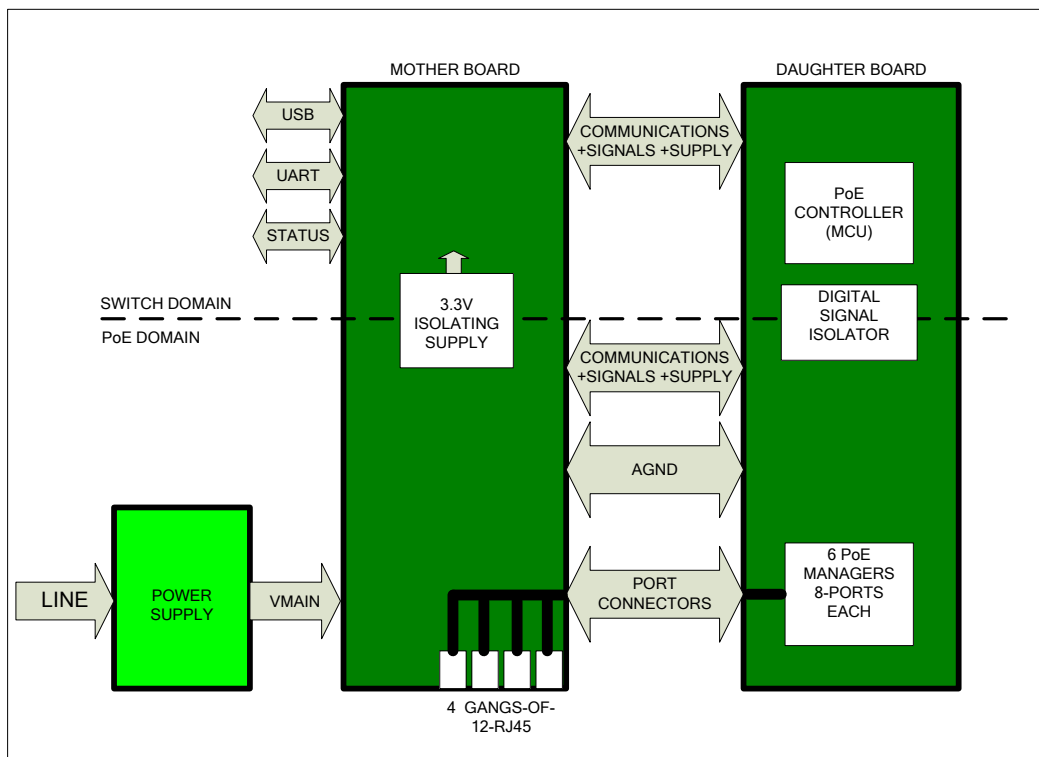 MOTHER BOARD
DAUGHTER BOARD
USB
UART
STATUS
COMMUNICATIONS
+SIGNALS +SUPPLY
PoE
CONTROLLER
(MCU)
SWITCH DOMAIN
PoE DOMAIN
3.3V
ISOLATING
SUPPLY
DIGITAL
SIGNAL
ISOLATOR
COMMUNICATIONS
+SIGNALS +SUPPLY
AGND
LINE
POWER
SUPPLY
VMAIN
PORT
CONNECTORS
6 PoE
MANAGERS
8-PORTS
EACH
4 GANGS-OF-
12-RJ45